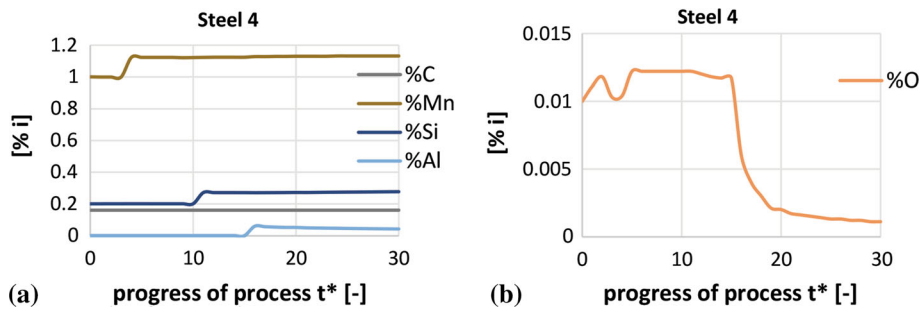 Steel 4
[% i]
1.2
1
0.8
0.6
0.4
0.2
0
0 10 20 30
%C
%Mn
%Si
%Al
(a) progress of process t* [-]
Steel 4
[% i]
0.015
0.01
0.005
0
0 10 20 30
%O
(b) progress of process t* [-]